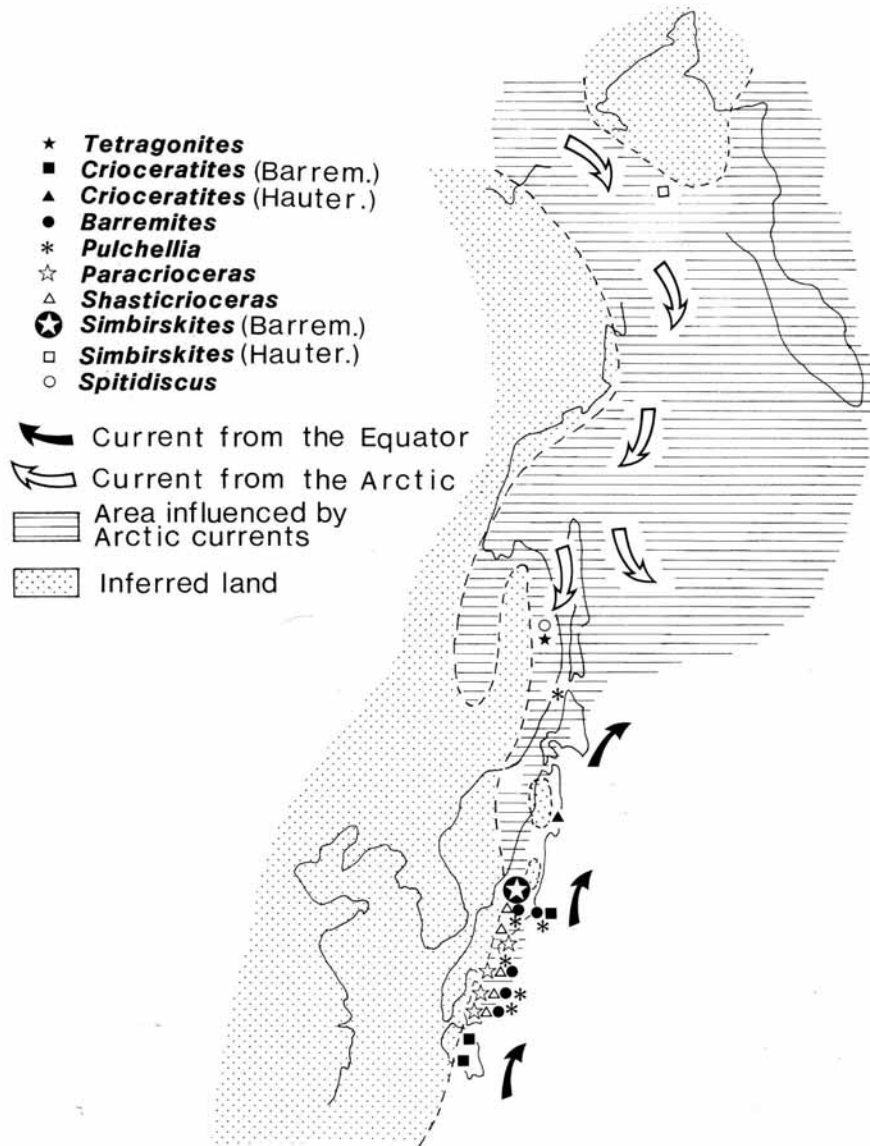 ★ Tetragonites
■ Crioceratites (Barrem.)
▲ Crioceratites (Hauter.)
● Barremites
* Pulchellia
☆ Paracrioceras
△ Shasticrioceras
✪ Simbirskites (Barrem.)
□ Simbirskites (Hauter.)
○ Spitidiscus
Current from the Equator
Current from the Arctic
Area influenced by
Arctic currents
Inferred land